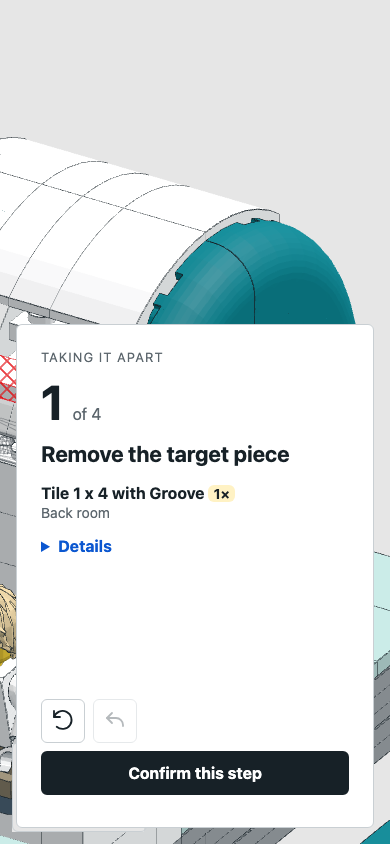 TAKING IT APART
1 of 4
Remove the target piece
Tile 1 x 4 with Groove 1×
Back room
Details
Confirm this step